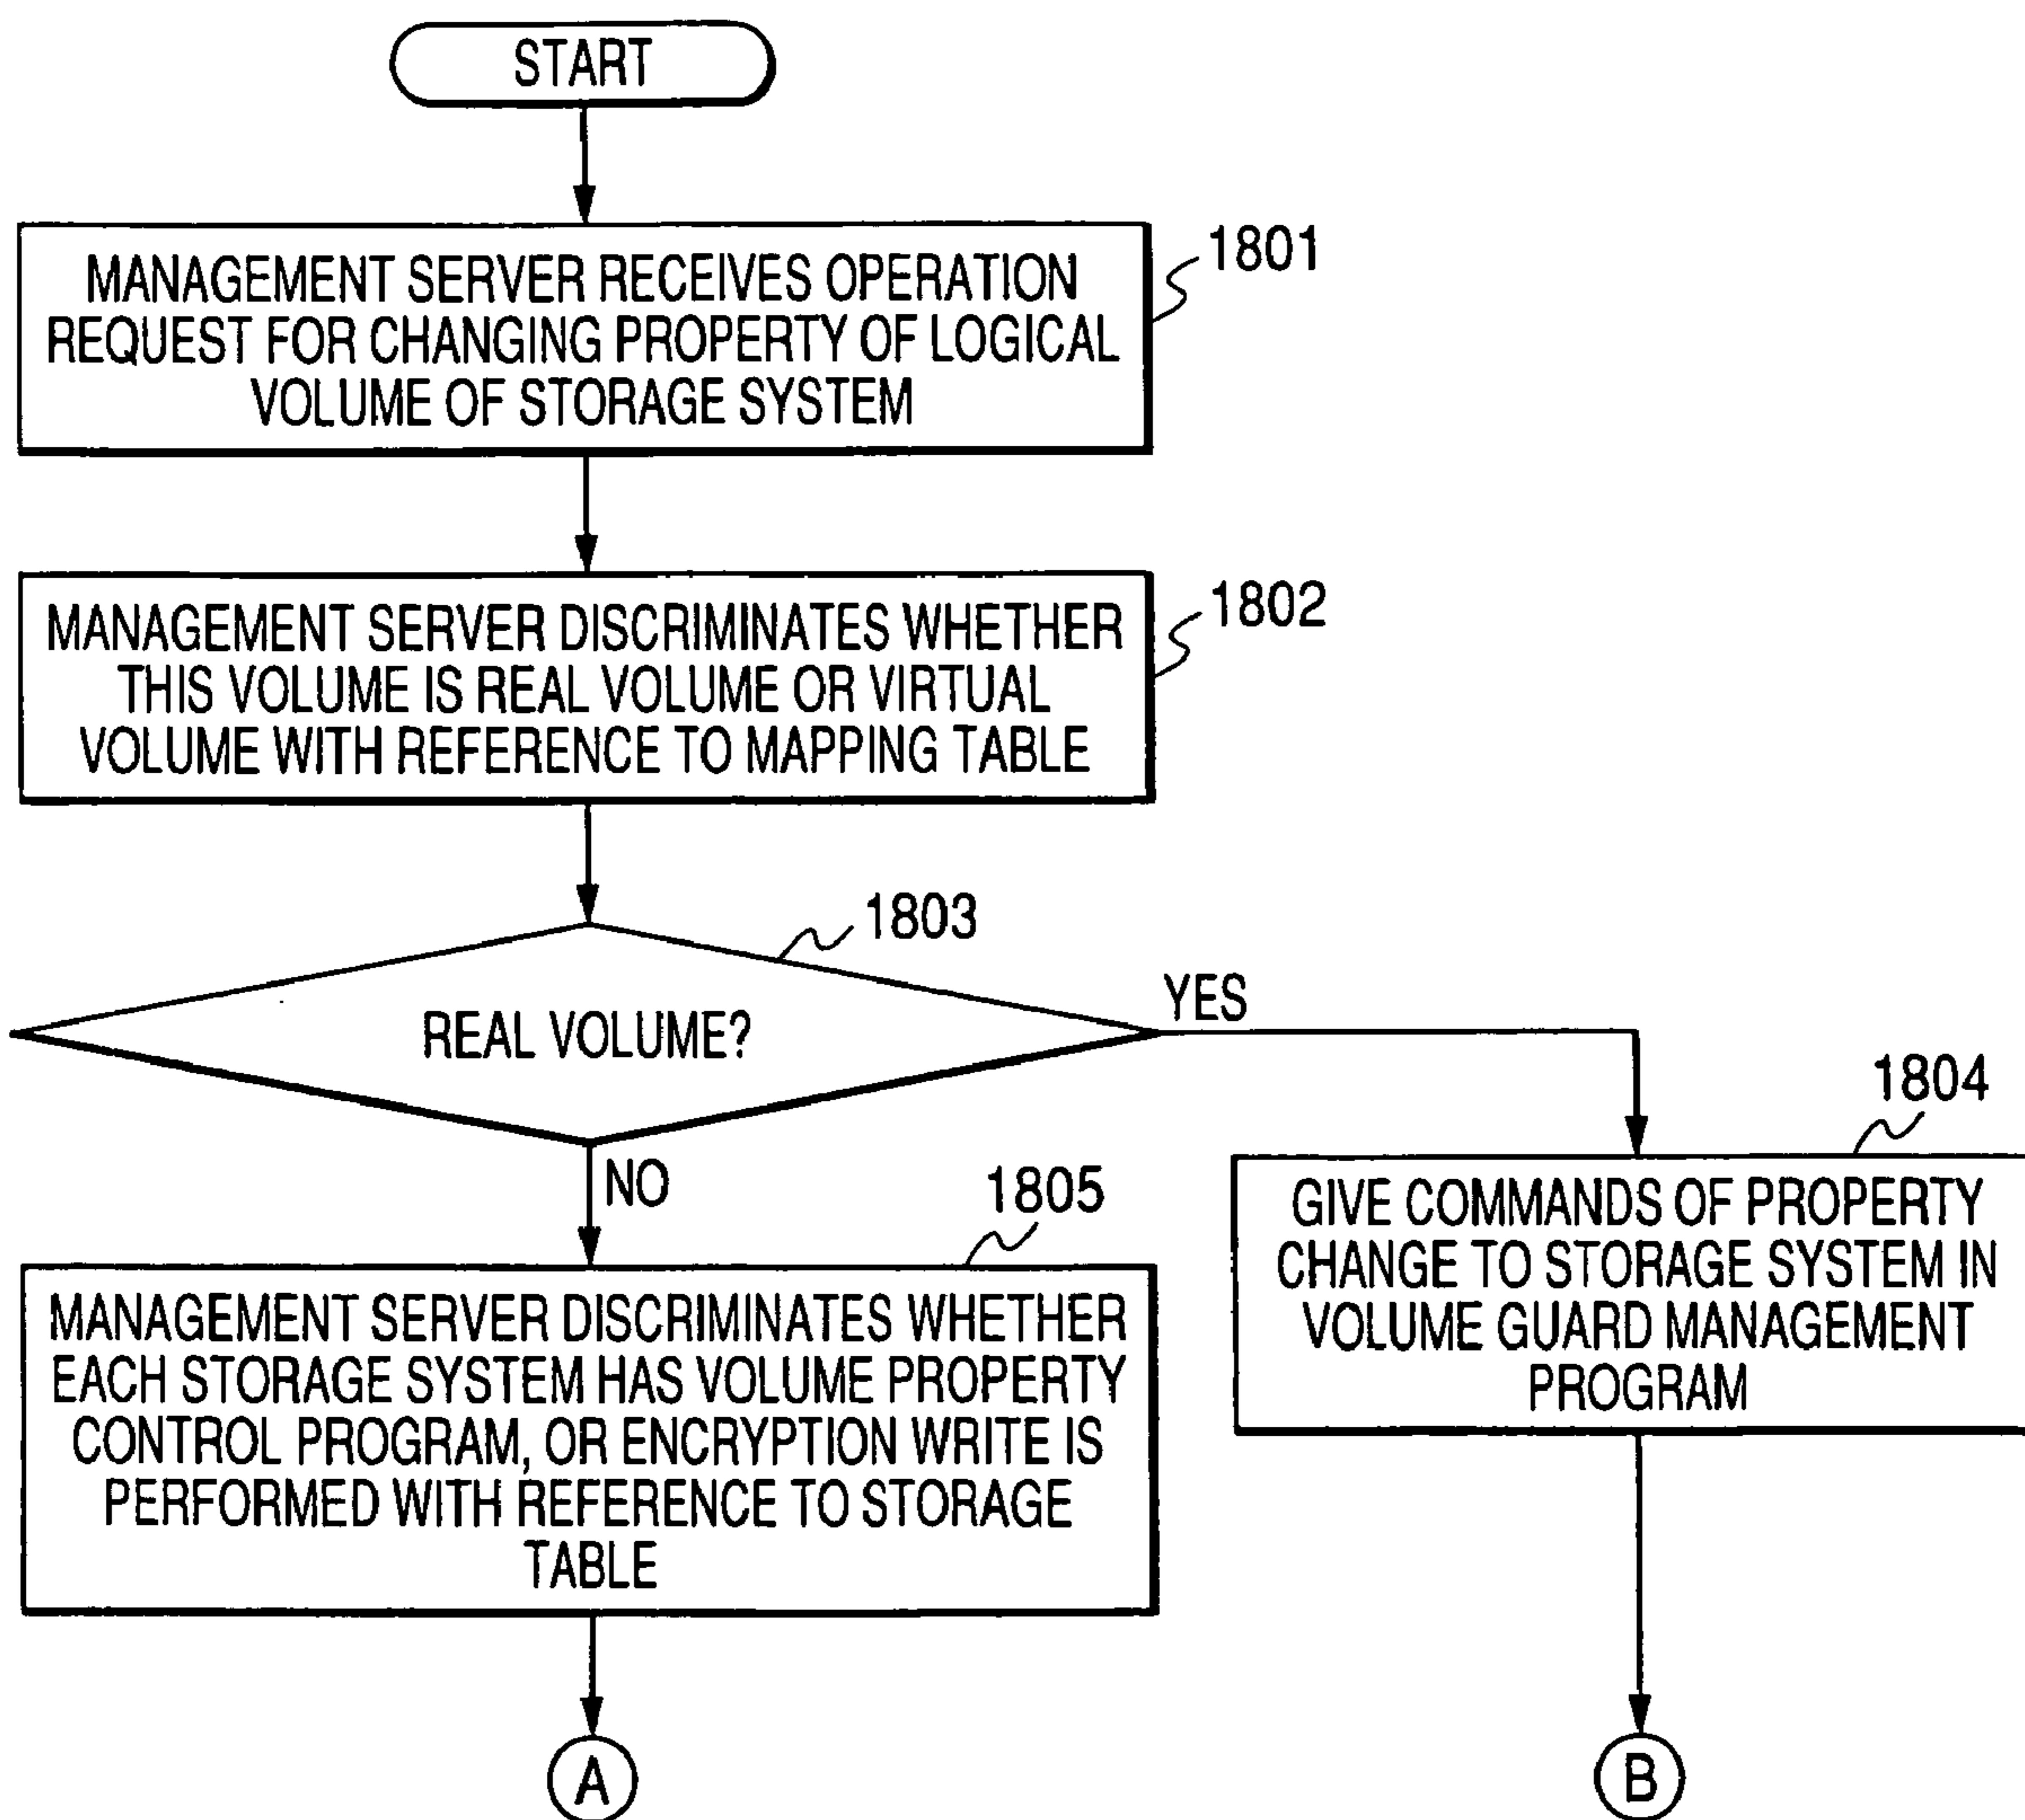 START
1801
MANAGEMENT SERVER RECEIVES OPERATION
REQUEST FOR CHANGING PROPERTY OF LOGICAL
VOLUME OF STORAGE SYSTEM
1802
MANAGEMENT SERVER DISCRIMINATES WHETHER
THIS VOLUME IS REAL VOLUME OR VIRTUAL
VOLUME WITH REFERENCE TO MAPPING TABLE
1803
REAL VOLUME?
YES
NO
1804
GIVE COMMANDS OF PROPERTY
CHANGE TO STORAGE SYSTEM IN
VOLUME GUARD MANAGEMENT
PROGRAM
1805
MANAGEMENT SERVER DISCRIMINATES WHETHER
EACH STORAGE SYSTEM HAS VOLUME PROPERTY
CONTROL PROGRAM, OR ENCRYPTION WRITE IS
PERFORMED WITH REFERENCE TO STORAGE
TABLE
A
B